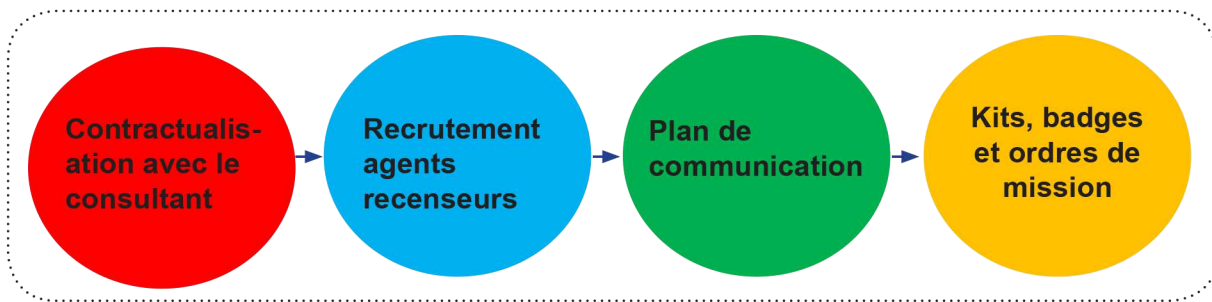 Contractualis-
ation avec le
consultant
Recrutement
agents
recenseurs
Plan de
communication
Kits, badges
et ordres de
mission